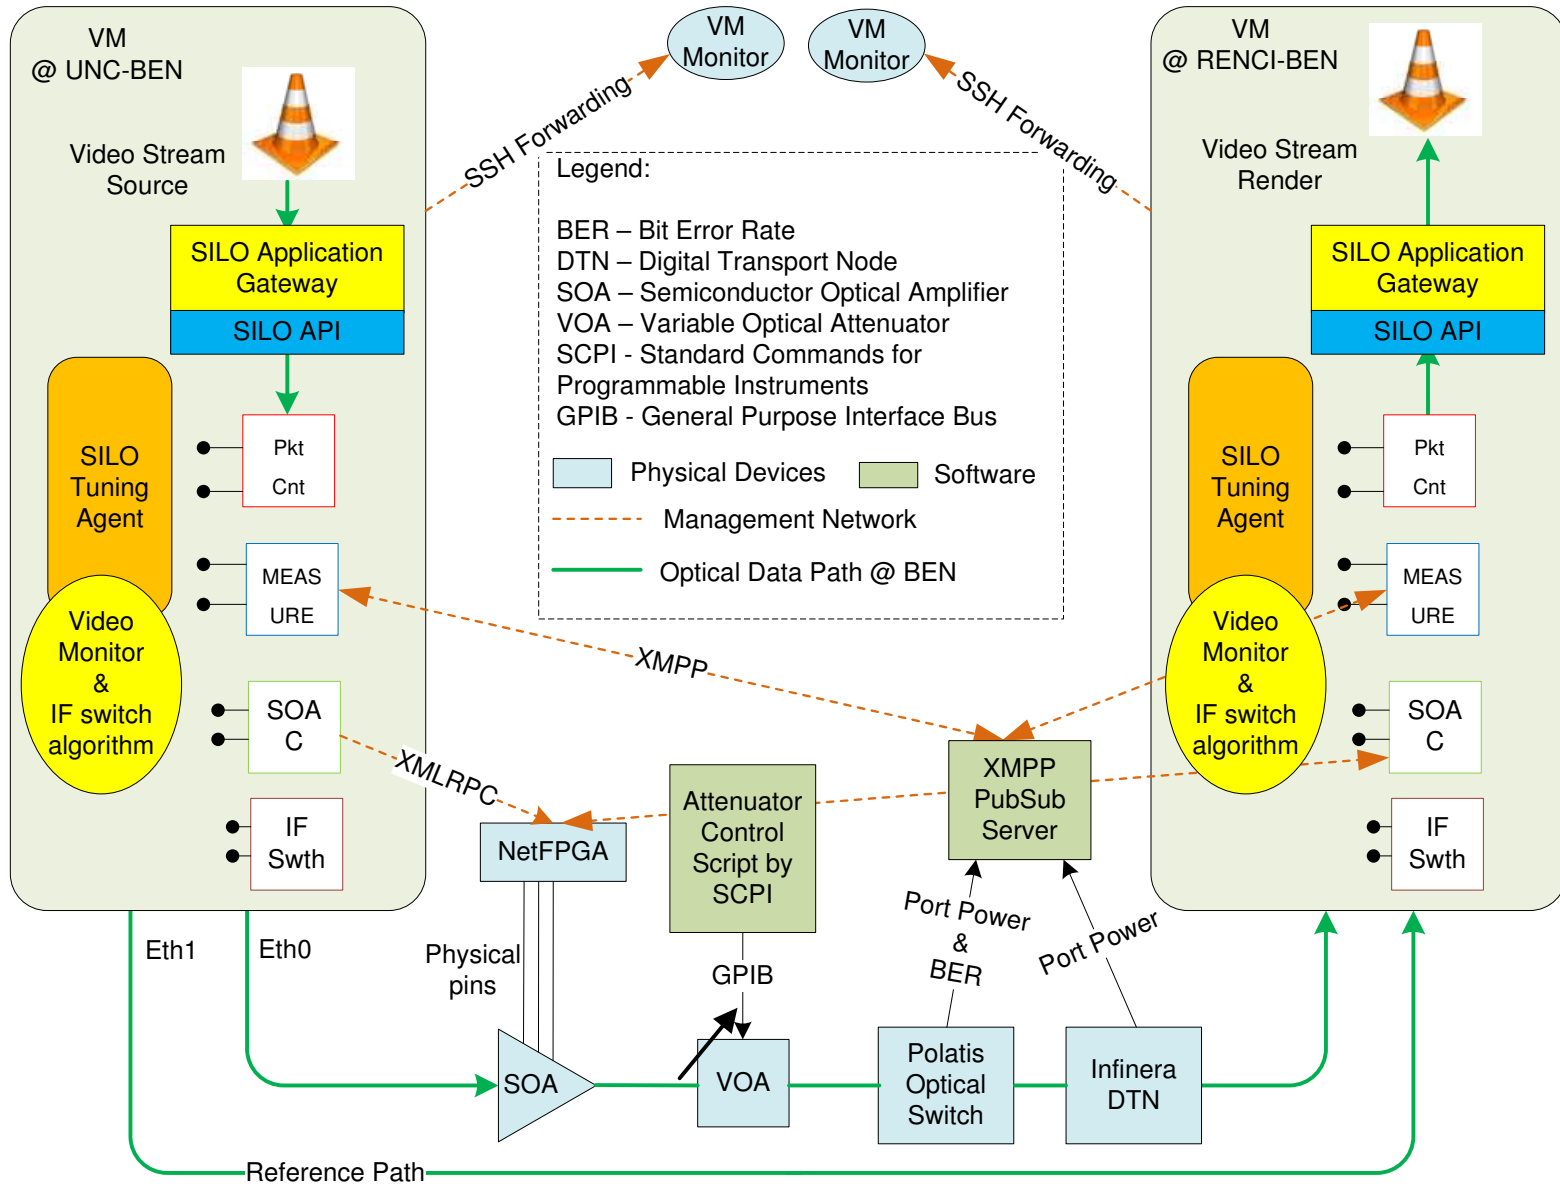 VM
@ UNC-BEN
Video Stream
Source
SILO Application
Gateway
SILO API
SILO
Tuning
Agent
Pkt
Cnt
MEAS
URE
Video
Monitor
&
IF switch
algorithm
SOA
C
IF
Swth
VM
Monitor
VM
Monitor
SSH Forwarding
SSH Forwarding
Legend:
BER – Bit Error Rate
DTN – Digital Transport Node
SOA – Semiconductor Optical Amplifier
VOA – Variable Optical Attenuator
SCPI - Standard Commands for
Programmable Instruments
GPIB - General Purpose Interface Bus
Physical Devices
Software
Management Network
Optical Data Path @ BEN
XMPP
XMLRPC
NetFPGA
Attenuator
Control
Script by
SCPI
XMPP
PubSub
Server
VM
@ RENCI-BEN
Video Stream
Render
SILO Application
Gateway
SILO API
SILO
Tuning
Agent
Pkt
Cnt
MEAS
URE
Video
Monitor
&
IF switch
algorithm
SOA
C
IF
Swth
Eth1
Eth0
Physical
pins
GPIB
Port Power
&
BER
Port Power
SOA
VOA
Polatis
Optical
Switch
Infinera
DTN
Reference Path